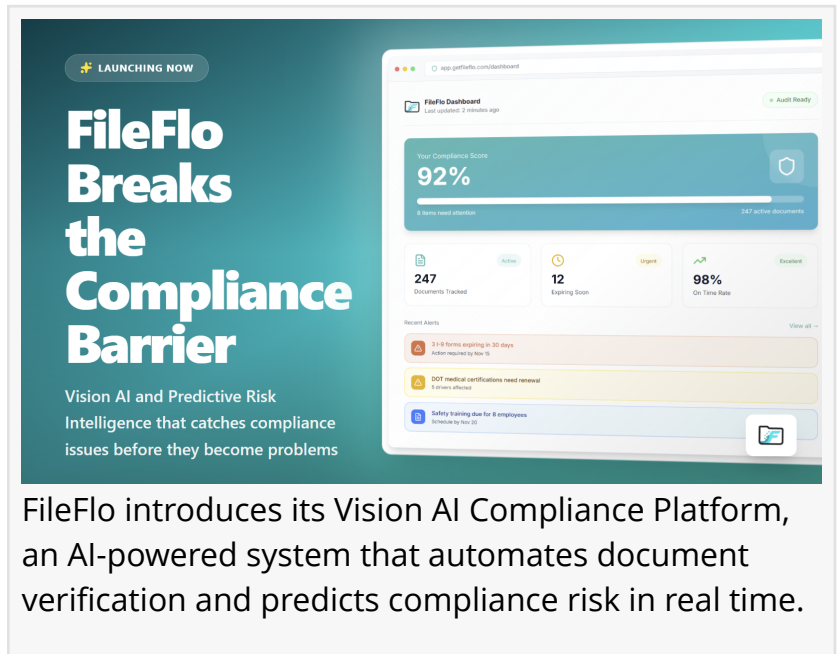 ✨ LAUNCHING NOW
FileFlo
Breaks
the
Compliance
Barrier
Vision AI and Predictive Risk
Intelligence that catches compliance
issues before they become problems
app.getfileflo.com/dashboard
FileFlo Dashboard
Last updated: 2 minutes ago
Audit Ready
Your Compliance Score
92%
8 items need attention
247 active documents
Active
247
Documents Tracked
Urgent
12
Expiring Soon
Excellent
98%
On Time Rate
Recent Alerts
View all →
3 I-9 forms expiring in 30 days
Action required by Nov 15
DOT medical certifications need renewal
5 drivers affected
Safety training due for 8 employees
Schedule by Nov 20
FileFlo introduces its Vision AI Compliance Platform,
an AI-powered system that automates document
verification and predicts compliance risk in real time.